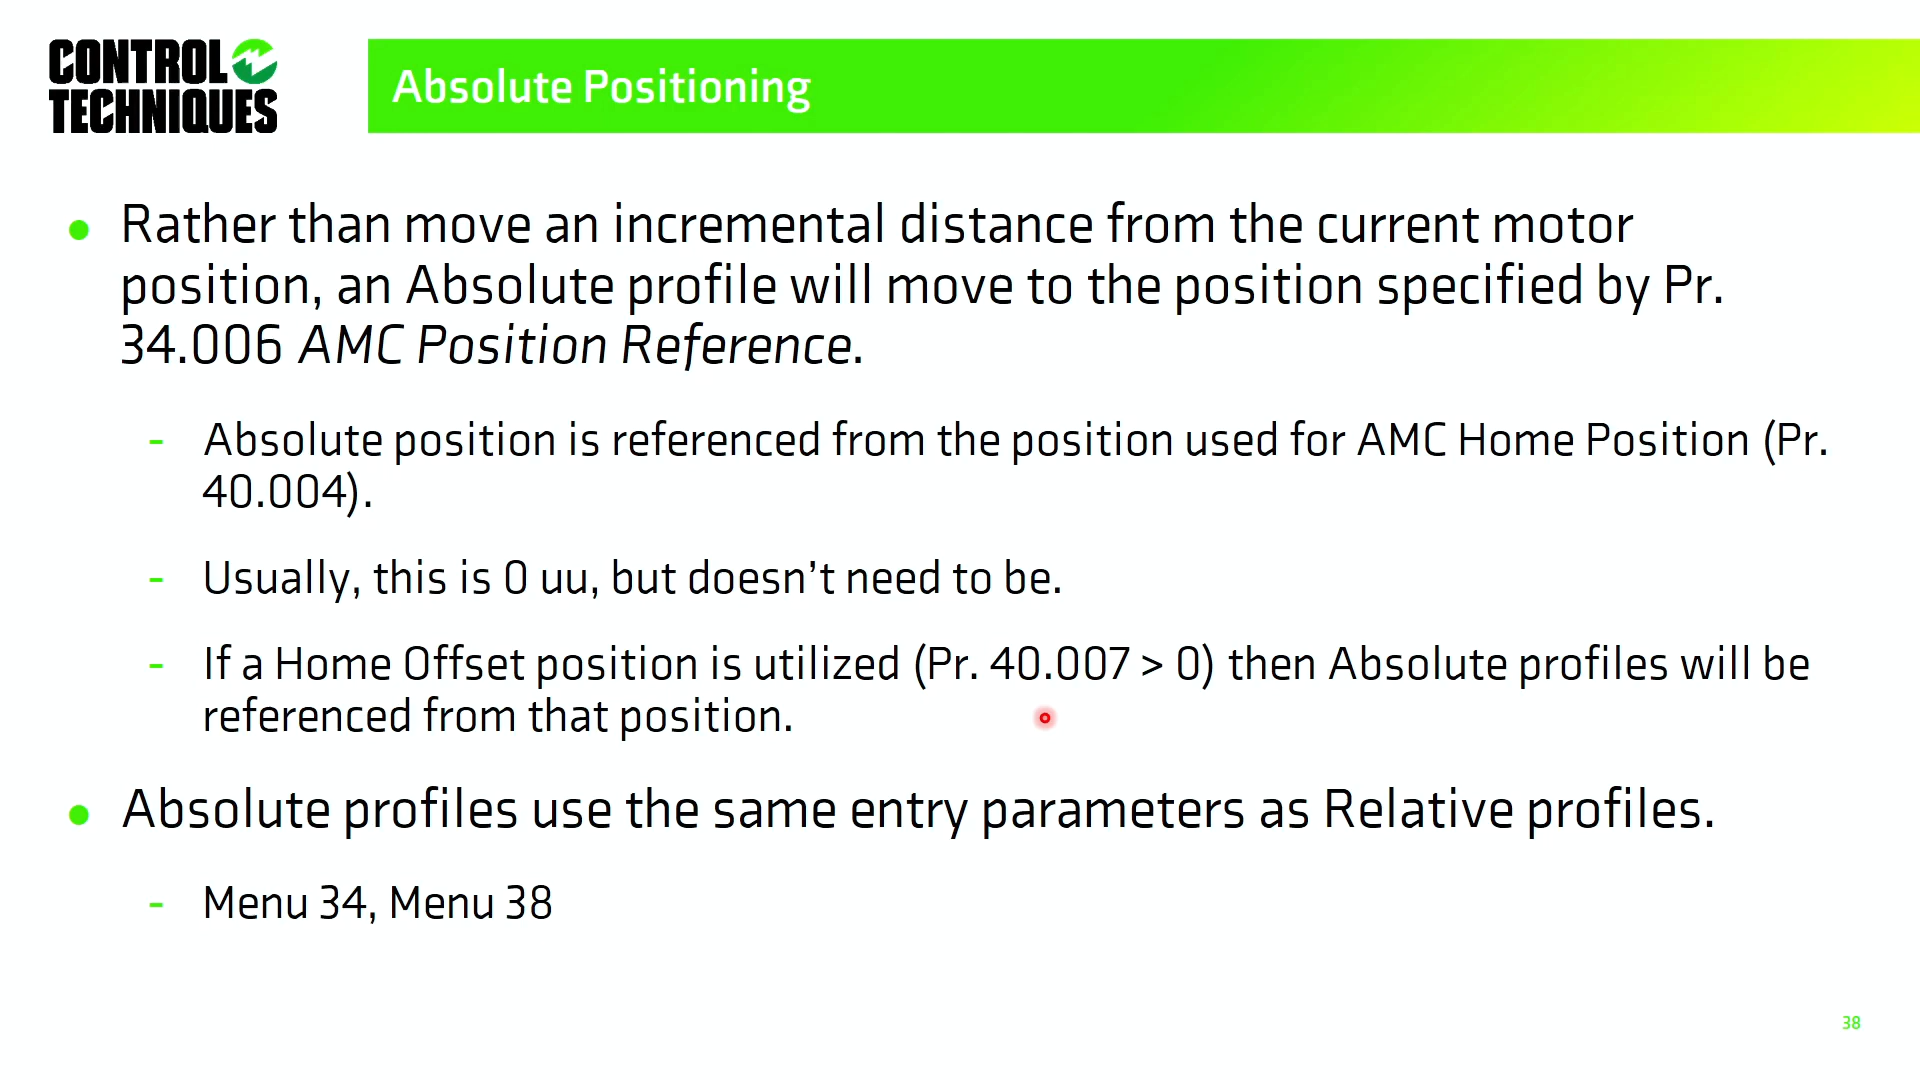 CONTROL
TECHNIQUES
Absolute Positioning
Rather than move an incremental distance from the current motor
position, an Absolute profile will move to the position specified by Pr.
34.006 AMC Position Reference.
- Absolute position is referenced from the position used for AMC Home Position (Pr.
40.004).
- Usually, this is 0 uu, but doesn’t need to be.
- If a Home Offset position is utilized (Pr. 40.007 > 0) then Absolute profiles will be
referenced from that position.
Absolute profiles use the same entry parameters as Relative profiles.
- Menu 34, Menu 38
38